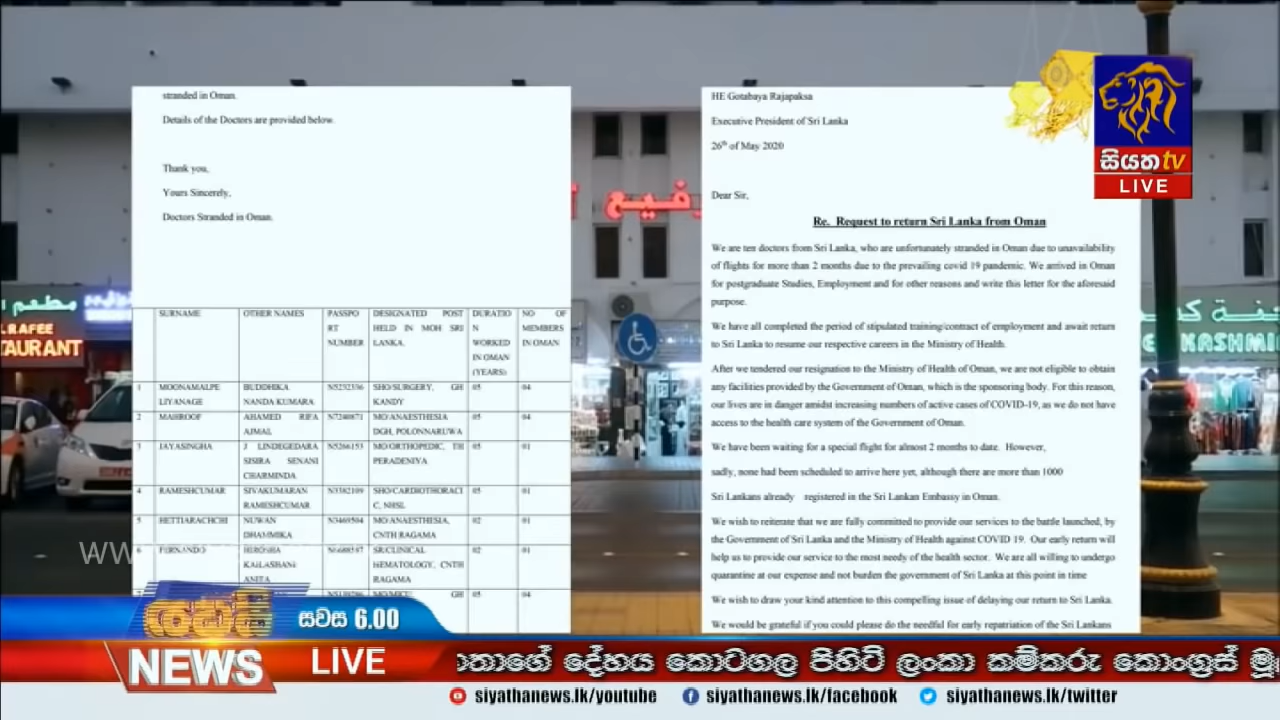 stranded in Oman.
Details of the Doctors are provided below.
Thank you,
Yours Sincerely,
Doctors Stranded in Oman.
SURNAME OTHER NAMES PASSPORT NUMBER DESIGNATED POST HELD IN MOH SRI LANKA. DURATION WORKED IN OMAN (YEARS) NO OF MEMBERS IN OMAN
1 MOONAMALPE LIYANAGE BUDDHIKA NANDA KUMARA SHO/SURGERY, GH KANDY 05 04
2 MAHROOF AHAMED RIFA AJMAL MO/ANAESTHESIA DGH, POLONNARUWA 05 04
3 JAYASINGHA J LINDEGEDARA SISIRA SENANI CHARMINDA MO/ORTHOPEDIC, TH PERADENIYA 05 01
4 RAMESHCUMAR SIVAKUMARAN RAMESHCUMAR SHO/CARDIOTHORACIC, NHSL 05 01
5 HETTIARACHCHI NUWAN DHAMMIKA MO/ANAESTHESIA, CNTH RAGAMA 02 01
6 FERNANDO HIROSHA KAILASHANI ANITA SR/CLINICAL HEMATOLOGY, CNTH RAGAMA 02 01
GH 05 04
HE Gotabaya Rajapaksa
Executive President of Sri Lanka
26th of May 2020
Dear Sir,
Re. Request to return Sri Lanka from Oman
We are ten doctors from Sri Lanka, who are unfortunately stranded in Oman due to unavailability
of flights for more than 2 months due to the prevailing covid 19 pandemic. We arrived in Oman
for postgraduate Studies, Employment and for other reasons and write this letter for the aforesaid
purpose.
We have all completed the period of stipulated training/contract of employment and await return
to Sri Lanka to resume our respective careers in the Ministry of Health.
After we tendered our resignation to the Ministry of Health of Oman, we are not eligible to obtain
any facilities provided by the Government of Oman, which is the sponsoring body. For this reason,
our lives are in danger amidst increasing numbers of active cases of COVID-19, as we do not have
access to the health care system of the Government of Oman.
We have been waiting for a special flight for almost 2 months to date. However,
sadly, none had been scheduled to arrive here yet, although there are more than 1000
Sri Lankans already registered in the Sri Lankan Embassy in Oman.
We wish to reiterate that we are fully committed to provide our services to the battle launched, by
the Government of Sri Lanka and the Ministry of Health against COVID 19. Our early return will
help us to provide our service to the most needy of the health sector. We are all willing to undergo
quarantine at our expense and not burden the government of Sri Lanka at this point in time
We wish to draw your kind attention to this compelling issue of delaying our return to Sri Lanka.
We would be grateful if you could please do the needful for early repatriation of the Sri Lankans
සියත tv
LIVE
مطعم
TAURANT
KASHMI
සවස 6.00
NEWS LIVE
තාගේ දේහය කොටගල පිහිටි ලංකා කම්කරු කොංග්‍රස් මූ
siyathanews.lk/youtube siyathanews.lk/facebook siyathanews.lk/twitter